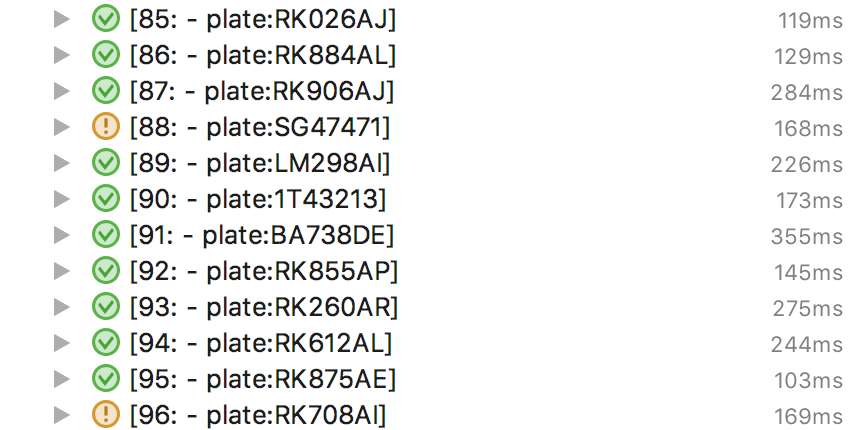 [85: - plate:RK026AJ] 119ms
[86: - plate:RK884AL] 129ms
[87: - plate:RK906AJ] 284ms
[88: - plate:SG47471] 168ms
[89: - plate:LM298AI] 226ms
[90: - plate:1T43213] 173ms
[91: - plate:BA738DE] 355ms
[92: - plate:RK855AP] 145ms
[93: - plate:RK260AR] 275ms
[94: - plate:RK612AL] 244ms
[95: - plate:RK875AE] 103ms
[96: - plate:RK708AI] 169ms